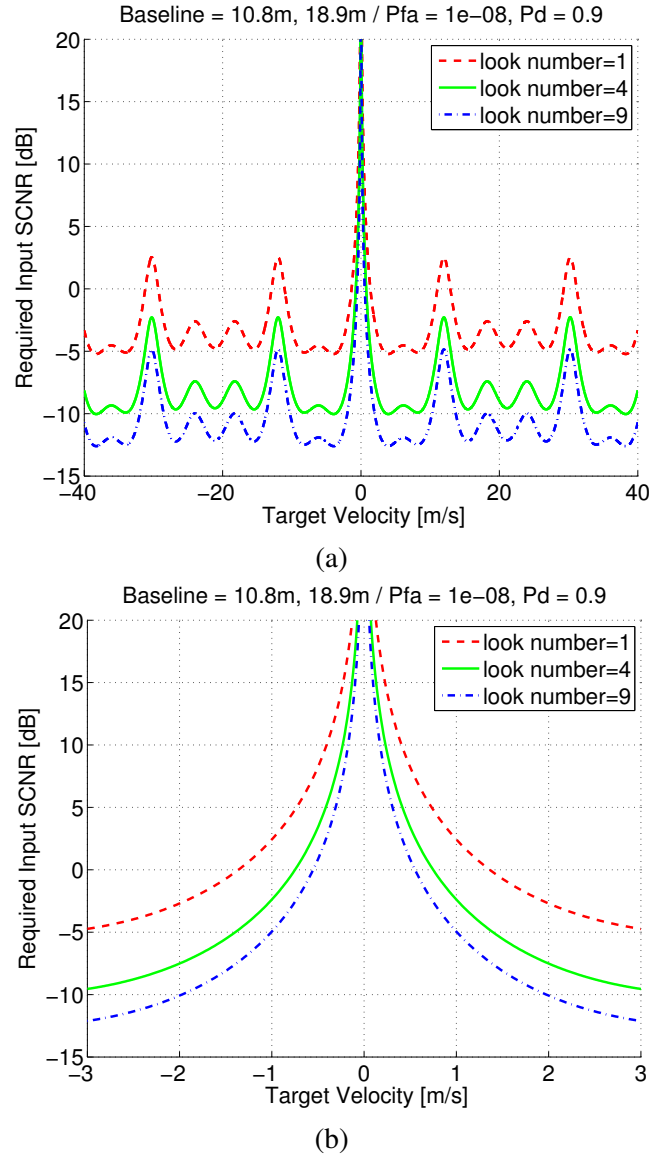 Baseline = 10.8m, 18.9m / Pfa = 1e−08, Pd = 0.9
20
15
10
5
0
−5
−10
−15
Required Input SCNR [dB]
look number=1
look number=4
look number=9
−40 −20 0 20 40
Target Velocity [m/s]
(a)
Baseline = 10.8m, 18.9m / Pfa = 1e−08, Pd = 0.9
20
15
10
5
0
−5
−10
−15
Required Input SCNR [dB]
look number=1
look number=4
look number=9
−3 −2 −1 0 1 2 3
Target Velocity [m/s]
(b)